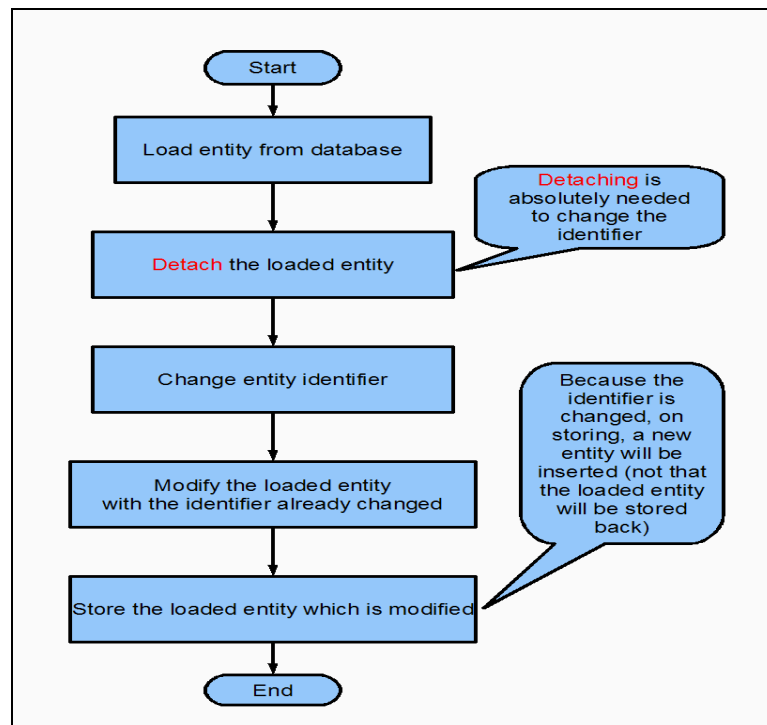 Start
Load entity from database
Detaching is
absolutely needed
to change the
identifier
Detach the loaded entity
Change entity identifier
Because the
identifier is
changed, on
storing, a new
entity will be
inserted (not that
the loaded entity
will be stored
back)
Modify the loaded entity
with the identifier already changed
Store the loaded entity which is modified
End